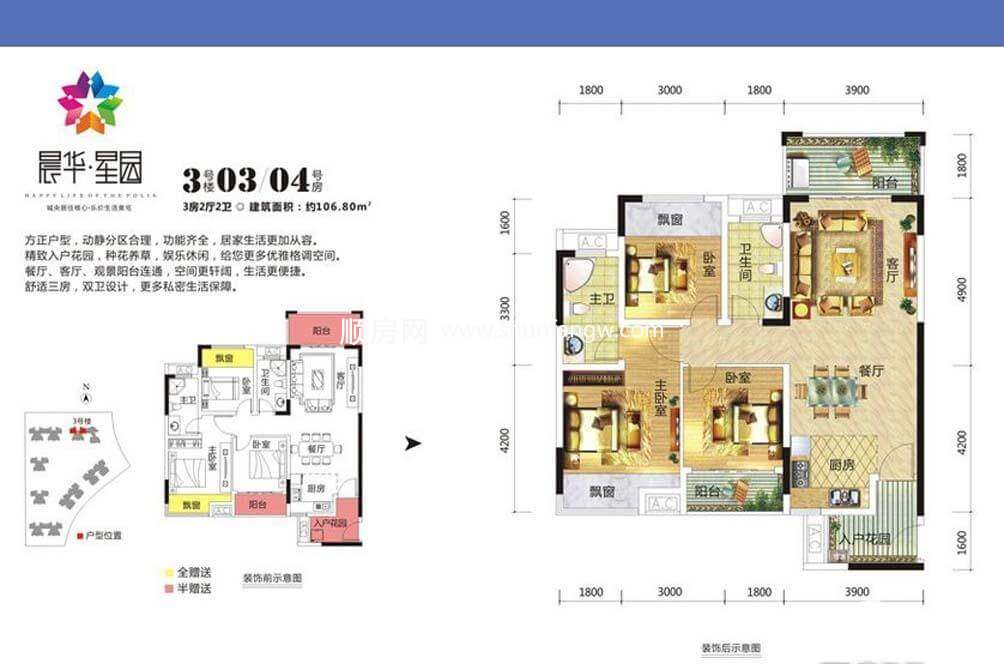 晨华·星园
HAPPY LIFE OF THE POLIS
城央居住核心·乐价生活美宅
3号楼03/04号房
3房2厅2卫 建筑面积：约106.80m²
方正户型，动静分区合理，功能齐全，居家生活更加从容。
精致入户花园，种花养草，娱乐休闲，给您更多优雅格调空间。
餐厅、客厅、观景阳台连通，空间更轩阔，生活更便捷。
舒适三房，双卫设计，更多私密生活保障。
N
3号楼
户型位置
阳台
飘窗
A.C
主卫
卧室
卫生间
客厅
主卧室
卧室
餐厅
厨房
飘窗
A.C
阳台
入户花园
全赠送
半赠送
装饰前示意图
1800 3000 1800 3900
1600
3300
4200
1800
4900
4200
1600
阳台
飘窗
A.C
A.C
卧室
卫生间
客厅
主卫
主卧室
卧室
餐厅
厨房
飘窗
A.C
阳台
A.C
入户花园
1800 3000 1800 3900
装饰后示意图
顺房网